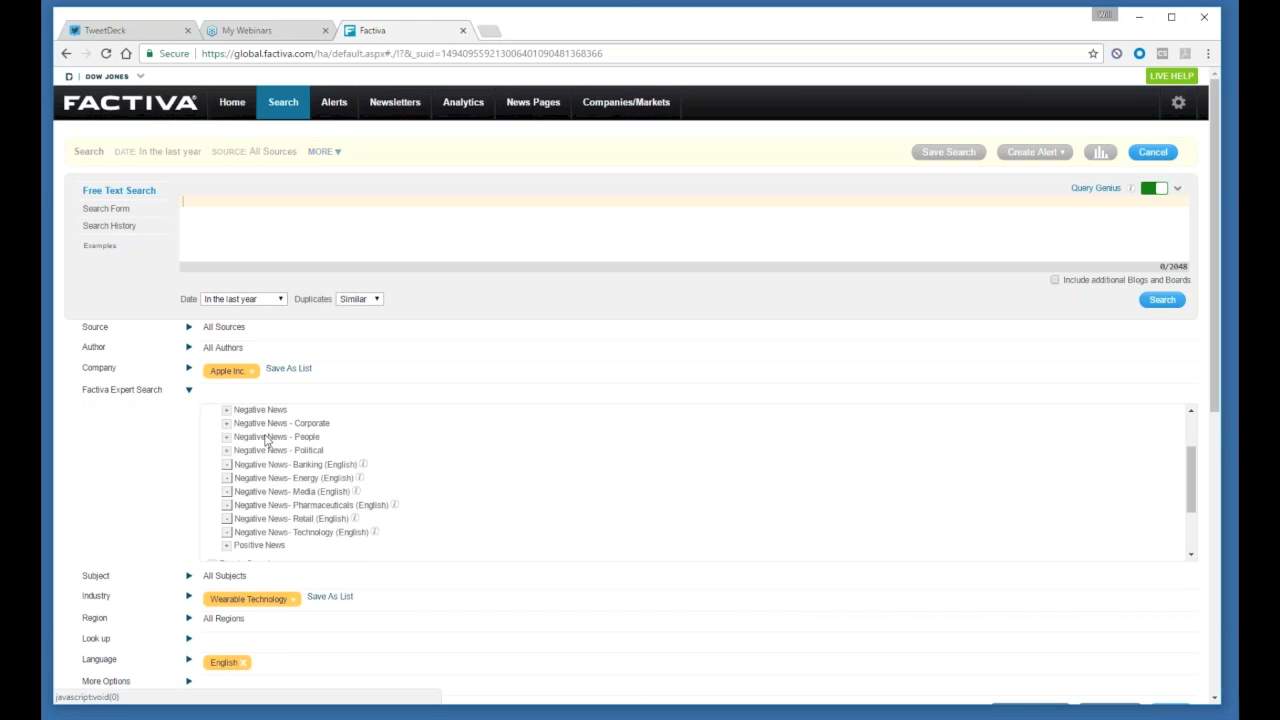 Will
TweetDeck
My Webinars
Factiva
Secure
https://global.factiva.com/ha/default.aspx#./!?&_suid=149409559213006401090481368366
DOW JONES
LIVE HELP
FACTIVA
Home
Search
Alerts
Newsletters
Analytics
News Pages
Companies/Markets
Search DATE: In the last year SOURCE: All Sources MORE
Save Search
Create Alert
Cancel
Free Text Search
Query Genius
Search Form
Search History
Examples
0/2048
Include additional Blogs and Boards
Date In the last year Duplicates Similar
Search
Source All Sources
Author All Authors
Company Apple Inc. Save As List
Factiva Expert Search
Negative News
Negative News - Corporate
Negative News - People
Negative News - Political
Negative News- Banking (English)
Negative News- Energy (English)
Negative News- Media (English)
Negative News- Pharmaceuticals (English)
Negative News- Retail (English)
Negative News- Technology (English)
Positive News
Subject All Subjects
Industry Wearable Technology Save As List
Region All Regions
Look up
Language English
More Options
javascript:void(0)